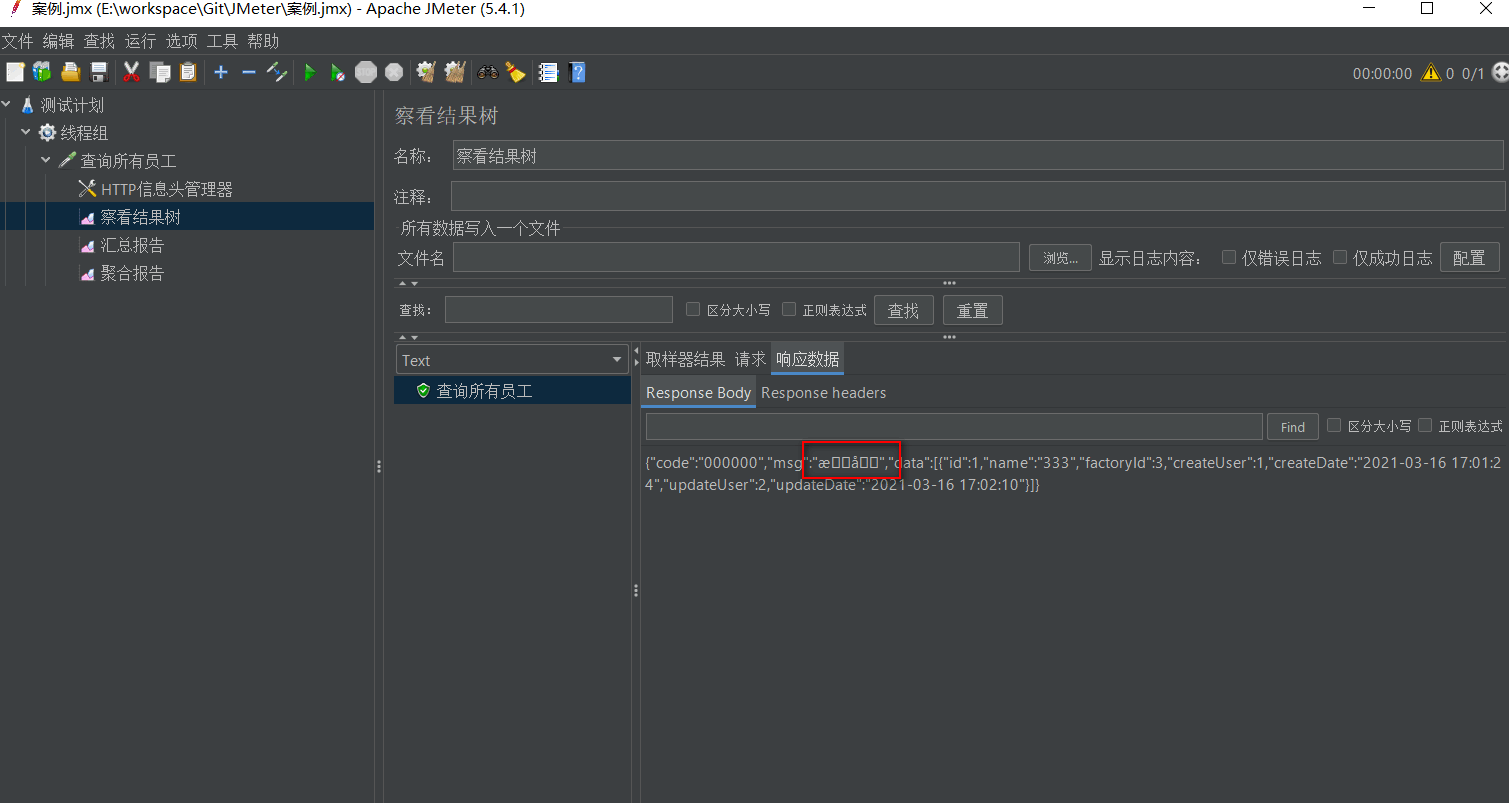 案例.jmx (E:\workspace\Git\JMeter\案例.jmx) - Apache JMeter (5.4.1)
文件 编辑 查找 运行 选项 工具 帮助
00:00:00 0 0/1
测试计划
线程组
查询所有员工
HTTP信息头管理器
察看结果树
汇总报告
聚合报告
察看结果树
名称： 察看结果树
注释：
所有数据写入一个文件
文件名 浏览... 显示日志内容： 仅错误日志 仅成功日志 配置
查找： 区分大小写 正则表达式 查找 重置
Text
查询所有员工
取样器结果 请求 响应数据
Response Body Response headers
Find 区分大小写 正则表达式
{"code":"000000","msg":"æ▯▯å▯▯","data":[{"id":1,"name":"333","factoryId":3,"createUser":1,"createDate":"2021-03-16 17:01:2
4","updateUser":2,"updateDate":"2021-03-16 17:02:10"}]}